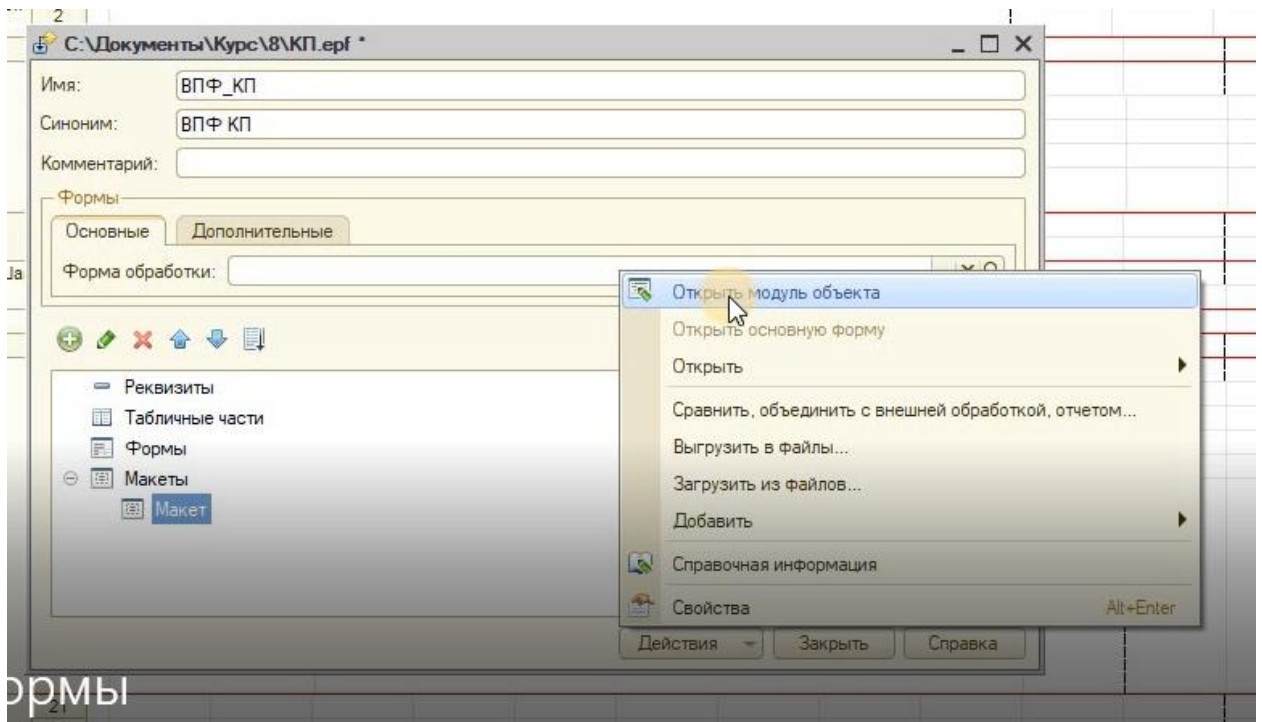 2
C:\Документы\Курс\8\КП.epf *
Имя: ВПФ_КП
Синоним: ВПФ КП
Комментарий:
Формы
Основные Дополнительные
Форма обработки:
Открыть модуль объекта
Открыть основную форму
Открыть
Сравнить, объединить с внешней обработкой, отчетом...
Выгрузить в файлы...
Загрузить из файлов...
Добавить
Справочная информация
Свойства Alt+Enter
Реквизиты
Табличные части
Формы
Макеты
Макет
Действия Закрыть Справка
ормы
21